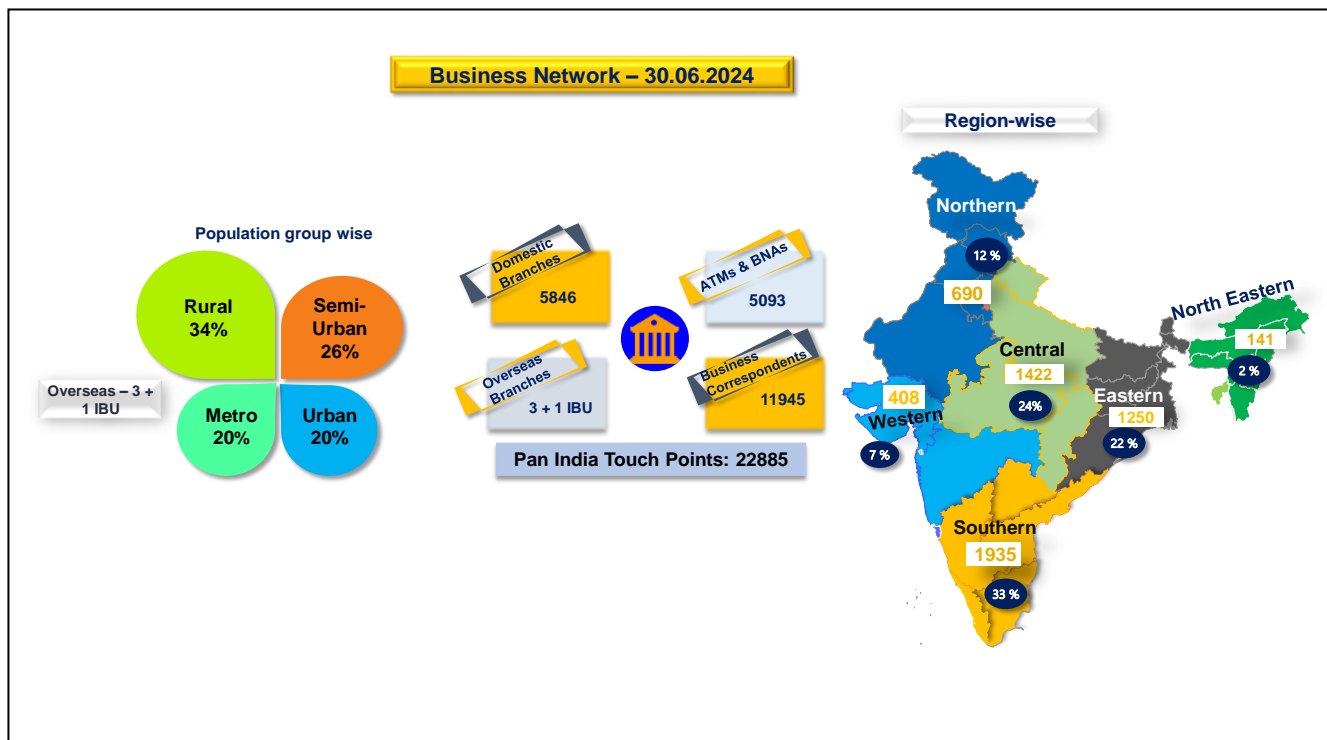 Business Network – 30.06.2024
Population group wise
Rural
34%
Semi-
Urban
26%
Metro
20%
Urban
20%
Overseas – 3 +
1 IBU
Domestic
Branches
5846
ATMs & BNAs
5093
Overseas
Branches
3 + 1 IBU
Business
Correspondents
11945
Pan India Touch Points: 22885
Region-wise
Northern
12 %
690
North Eastern
141
2 %
Central
1422
24%
Eastern
1250
22 %
408
Western
7 %
Southern
1935
33 %